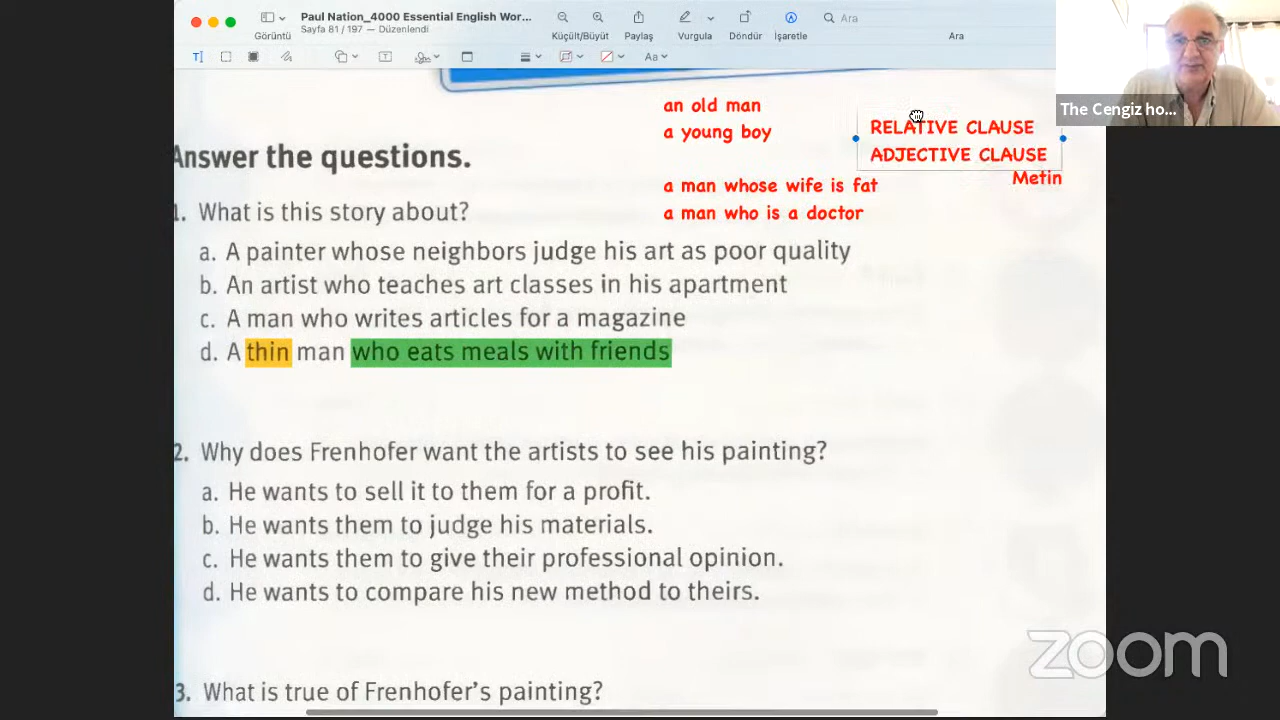 Paul Nation_4000 Essential English Wor...
Sayfa 81 / 197 — Düzenlendi
Görüntü
Küçült/Büyüt
Paylaş
Vurgula
Döndür
İşaretle
Ara
Ara
Aa
The Cengiz ho...
an old man
a young boy
RELATIVE CLAUSE
ADJECTIVE CLAUSE
Metin
a man whose wife is fat
a man who is a doctor
Answer the questions.
1. What is this story about?
a. A painter whose neighbors judge his art as poor quality
b. An artist who teaches art classes in his apartment
c. A man who writes articles for a magazine
d. A thin man who eats meals with friends
2. Why does Frenhofer want the artists to see his painting?
a. He wants to sell it to them for a profit.
b. He wants them to judge his materials.
c. He wants them to give their professional opinion.
d. He wants to compare his new method to theirs.
3. What is true of Frenhofer's painting?
zoom